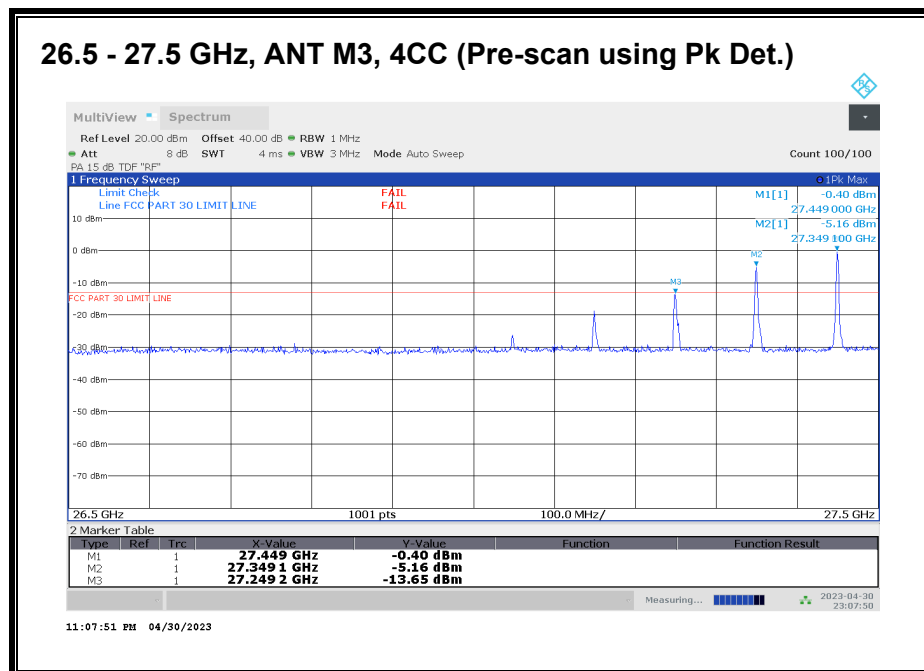 26.5 - 27.5 GHz, ANT M3, 4CC (Pre-scan using Pk Det.)
R&S
MultiView Spectrum
Ref Level 20.00 dBm Offset 40.00 dB RBW 1 MHz
Att 8 dB SWT 4 ms VBW 3 MHz Mode Auto Sweep Count 100/100
PA 15 dB TDF "RF"
1 Frequency Sweep 1Pk Max
Limit Check FAIL M1[1] -0.40 dBm
Line FCC PART 30 LIMIT LINE FAIL 27.449 000 GHz
10 dBm M2[1] -5.16 dBm
27.349 100 GHz
0 dBm
M2
-10 dBm M3
FCC PART 30 LIMIT LINE
-20 dBm
-30 dBm
-40 dBm
-50 dBm
-60 dBm
-70 dBm
26.5 GHz 1001 pts 100.0 MHz/ 27.5 GHz
2 Marker Table
Type Ref Trc X-Value Y-Value Function Function Result
M1 1 27.449 GHz -0.40 dBm
M2 1 27.349 1 GHz -5.16 dBm
M3 1 27.249 2 GHz -13.65 dBm
Measuring... 2023-04-30
23:07:50
11:07:51 PM 04/30/2023